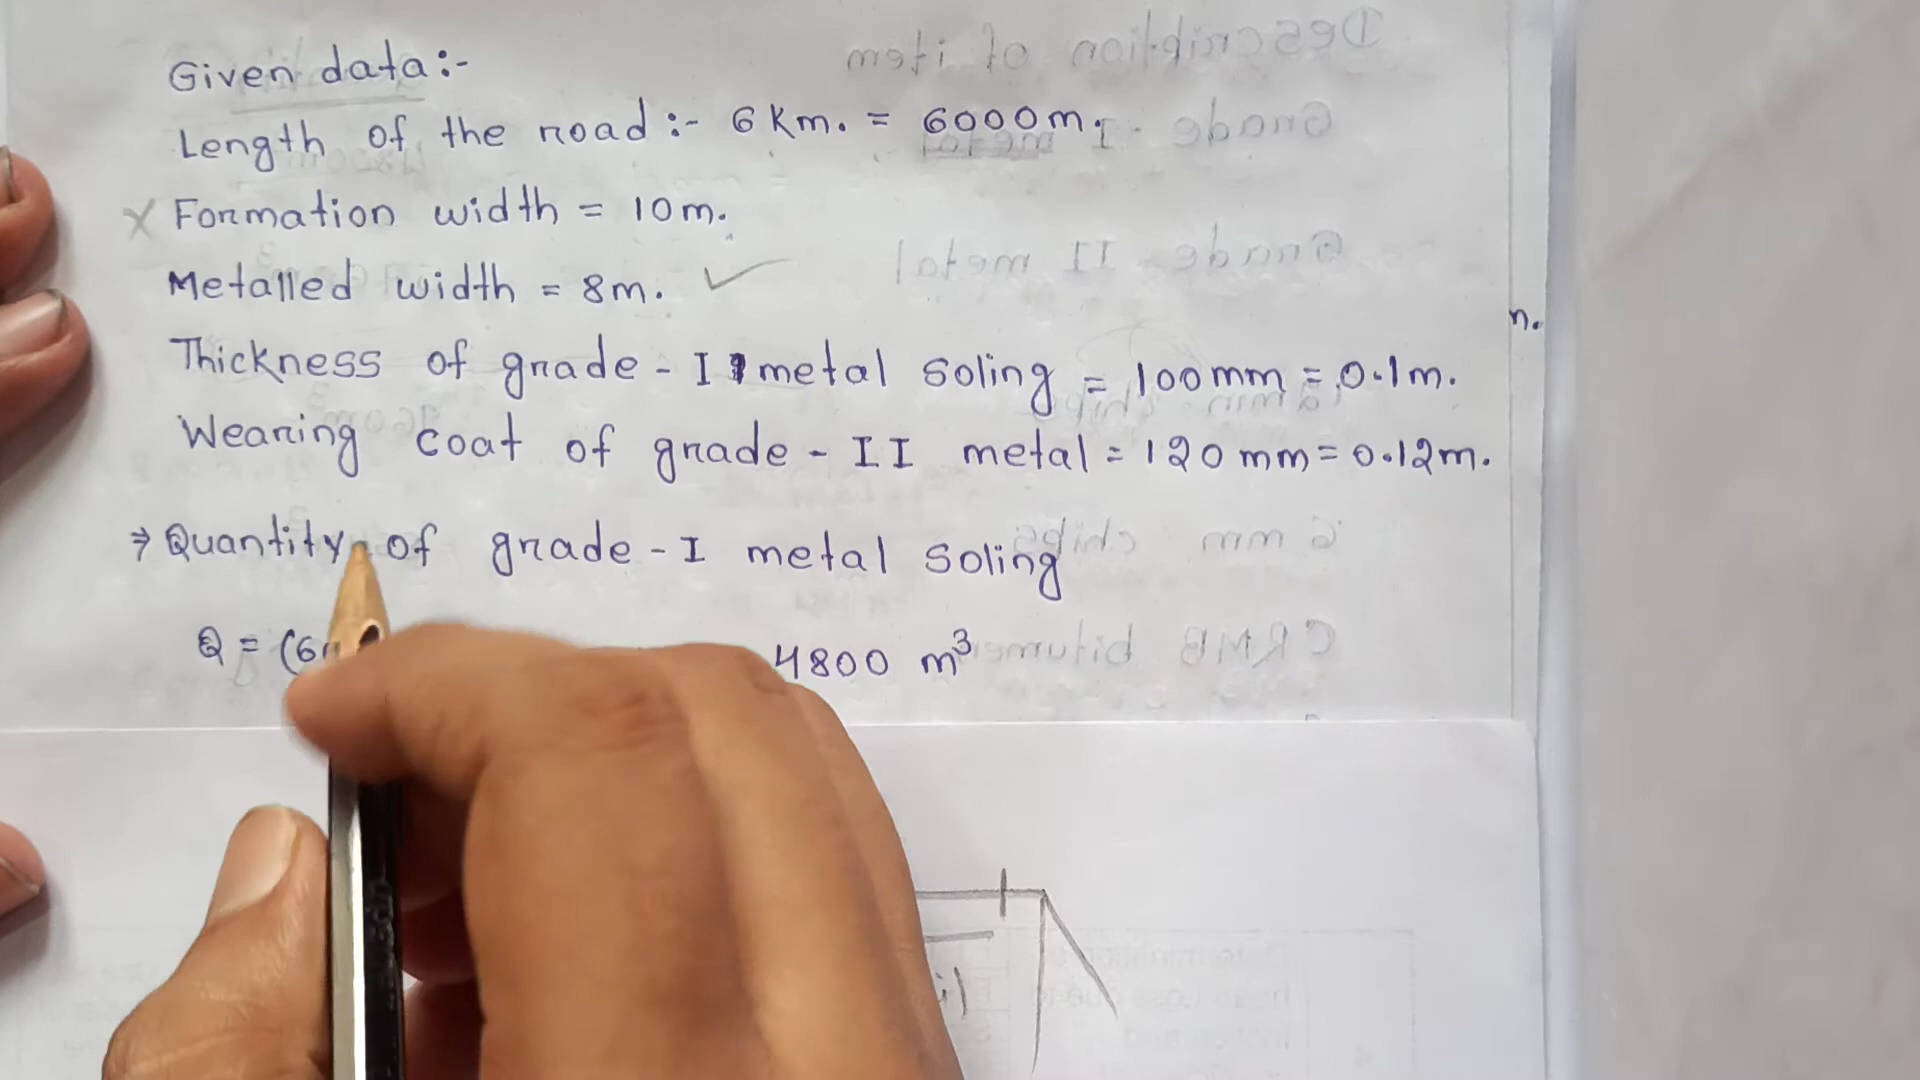 Given data:-
Length of the road:- 6 Km. = 6000m.
X Formation width = 10m.
Metalled width = 8m. ✓
Thickness of grade - I metal soling = 100mm = 0.1m.
Wearing coat of grade - II metal = 120 mm = 0.12m.
n.
⇒ Quantity of grade - I metal soling
Q = (6 4800 m³